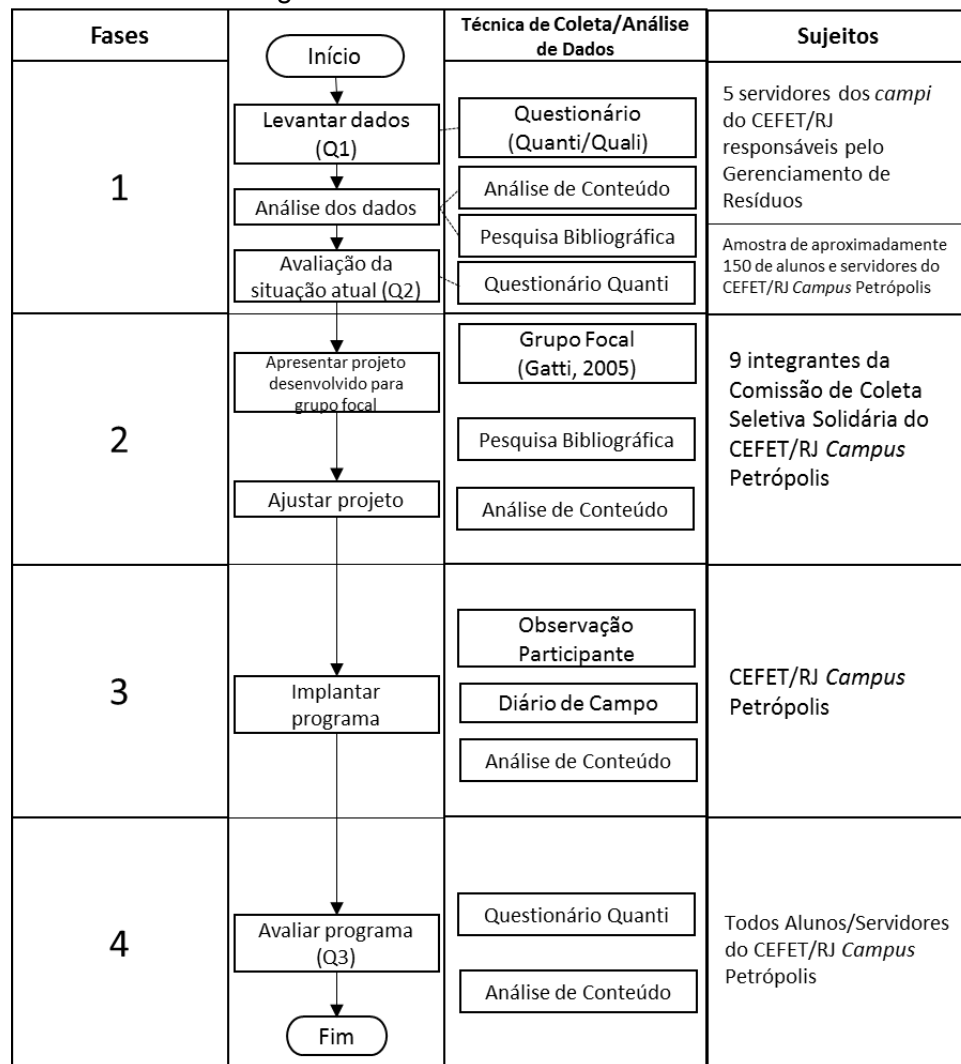 Fases
Técnica de Coleta/Análise
de Dados
Sujeitos
1
Início
Levantar dados
(Q1)
Análise dos dados
Avaliação da
situação atual (Q2)
Questionário
(Quanti/Quali)
Análise de Conteúdo
Pesquisa Bibliográfica
Questionário Quanti
5 servidores dos campi
do CEFET/RJ
responsáveis pelo
Gerenciamento de
Resíduos
Amostra de aproximadamente
150 de alunos e servidores do
CEFET/RJ Campus Petrópolis
2
Apresentar projeto
desenvolvido para
grupo focal
Ajustar projeto
Grupo Focal
(Gatti, 2005)
Pesquisa Bibliográfica
Análise de Conteúdo
9 integrantes da
Comissão de Coleta
Seletiva Solidária do
CEFET/RJ Campus
Petrópolis
3
Implantar
programa
Observação
Participante
Diário de Campo
Análise de Conteúdo
CEFET/RJ Campus
Petrópolis
4
Avaliar programa
(Q3)
Fim
Questionário Quanti
Análise de Conteúdo
Todos Alunos/Servidores
do CEFET/RJ Campus
Petrópolis